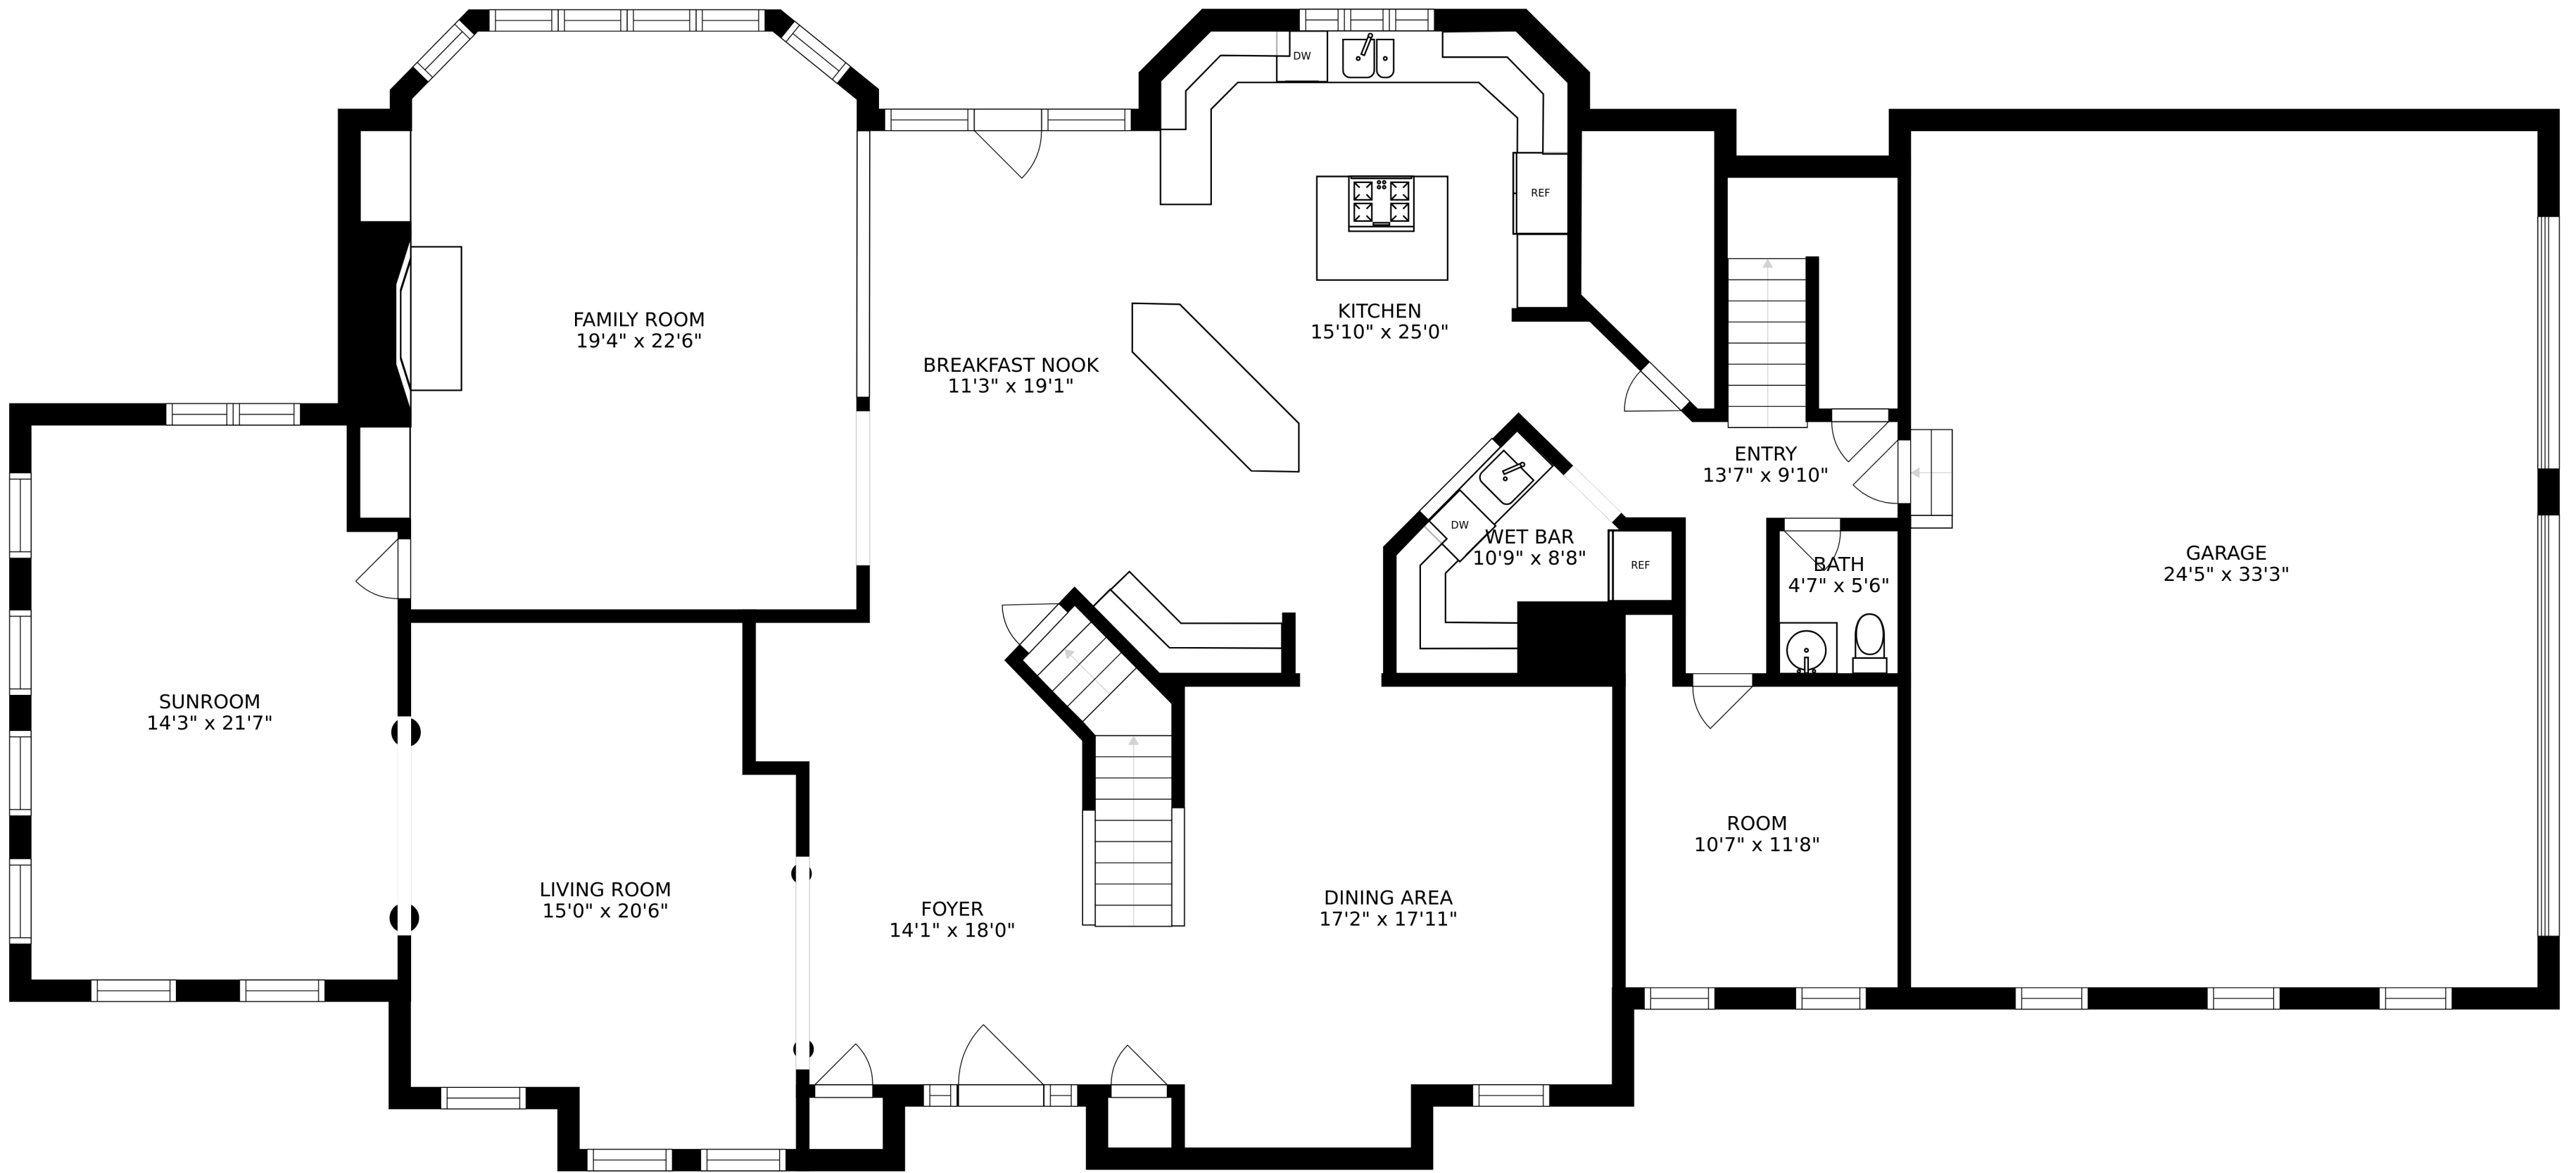 DW
REF
FAMILY ROOM
19'4" x 22'6"
KITCHEN
15'10" x 25'0"
BREAKFAST NOOK
11'3" x 19'1"
ENTRY
13'7" x 9'10"
DW
WET BAR
10'9" x 8'8"
REF
BATH
4'7" x 5'6"
GARAGE
24'5" x 33'3"
SUNROOM
14'3" x 21'7"
ROOM
10'7" x 11'8"
LIVING ROOM
15'0" x 20'6"
FOYER
14'1" x 18'0"
DINING AREA
17'2" x 17'11"